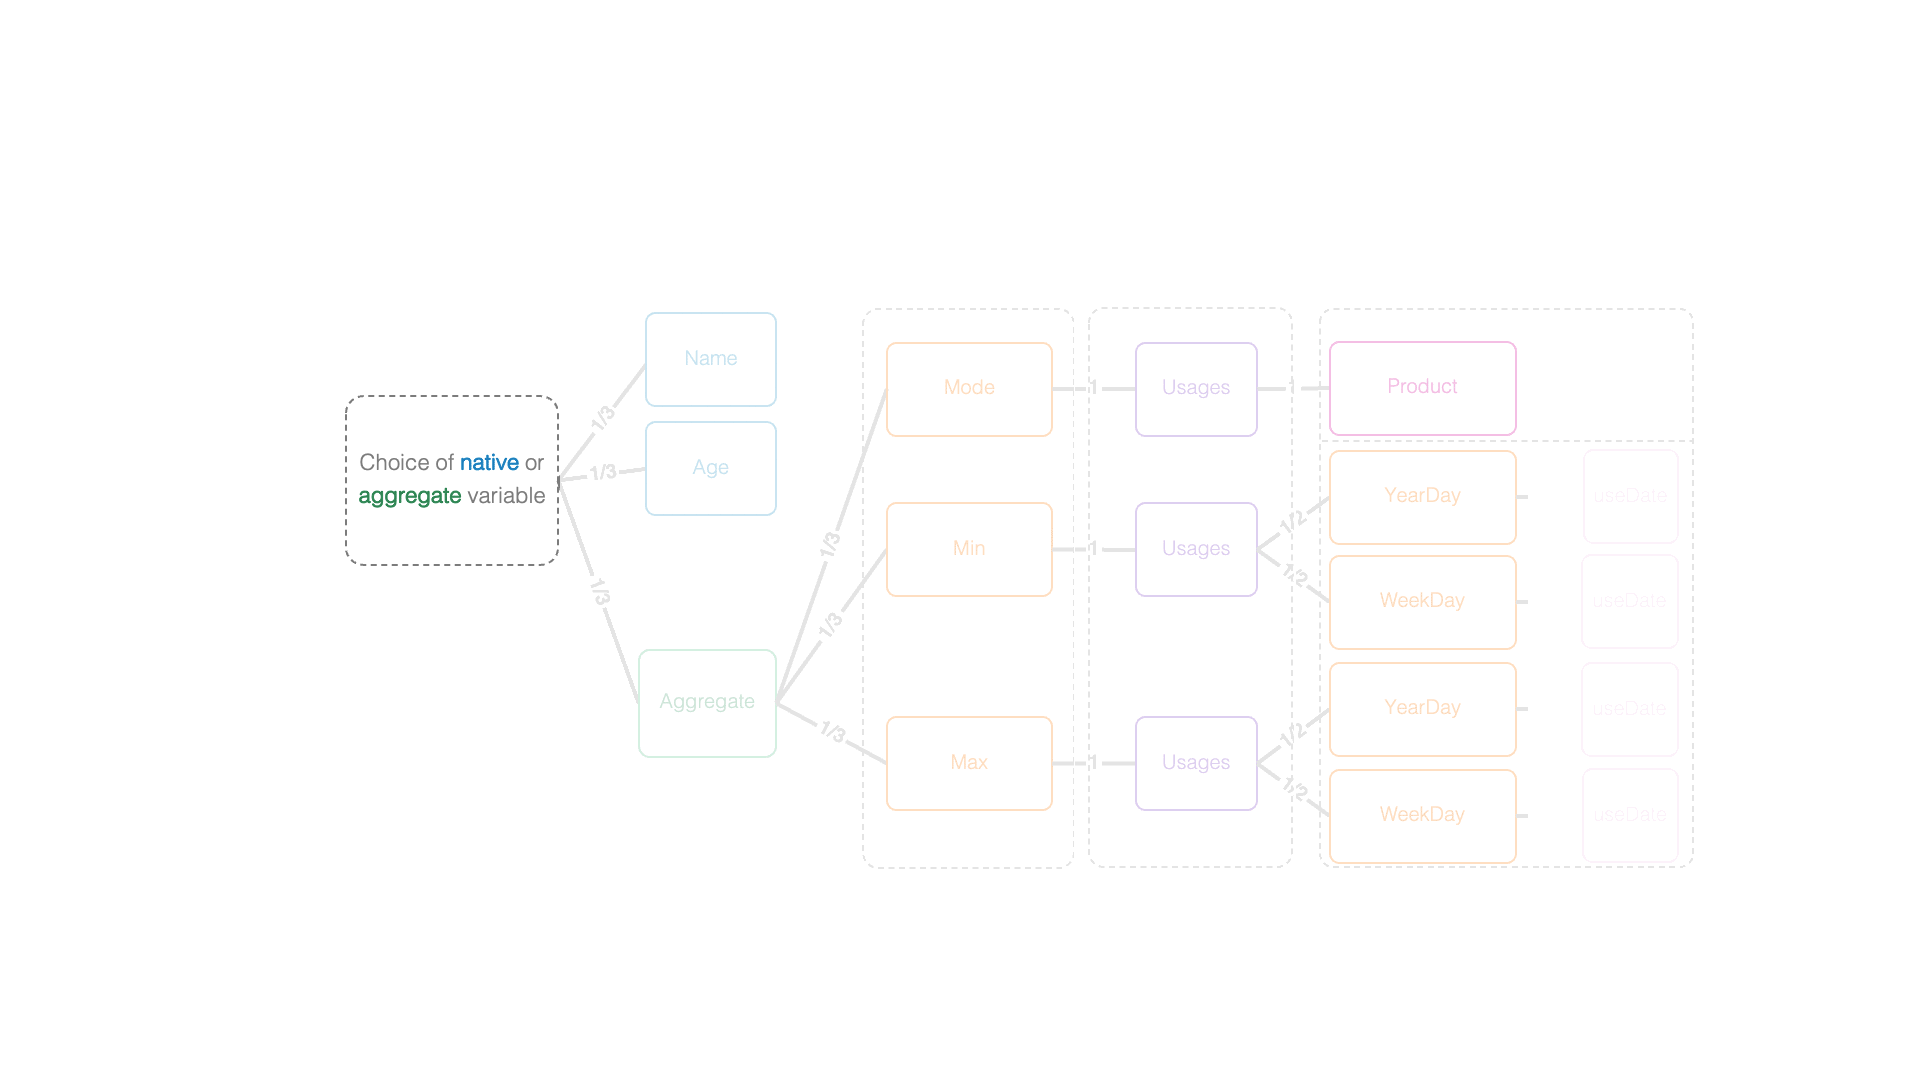 Choice of native or
aggregate variable
1/3
1/3
1/3
Name
Age
Aggregate
1/3
1/3
1/3
Mode
Min
Max
1
1
1
Usages
Usages
Usages
1
1/2
1/2
1/2
1/2
Product
YearDay
useDate
WeekDay
useDate
YearDay
useDate
WeekDay
useDate